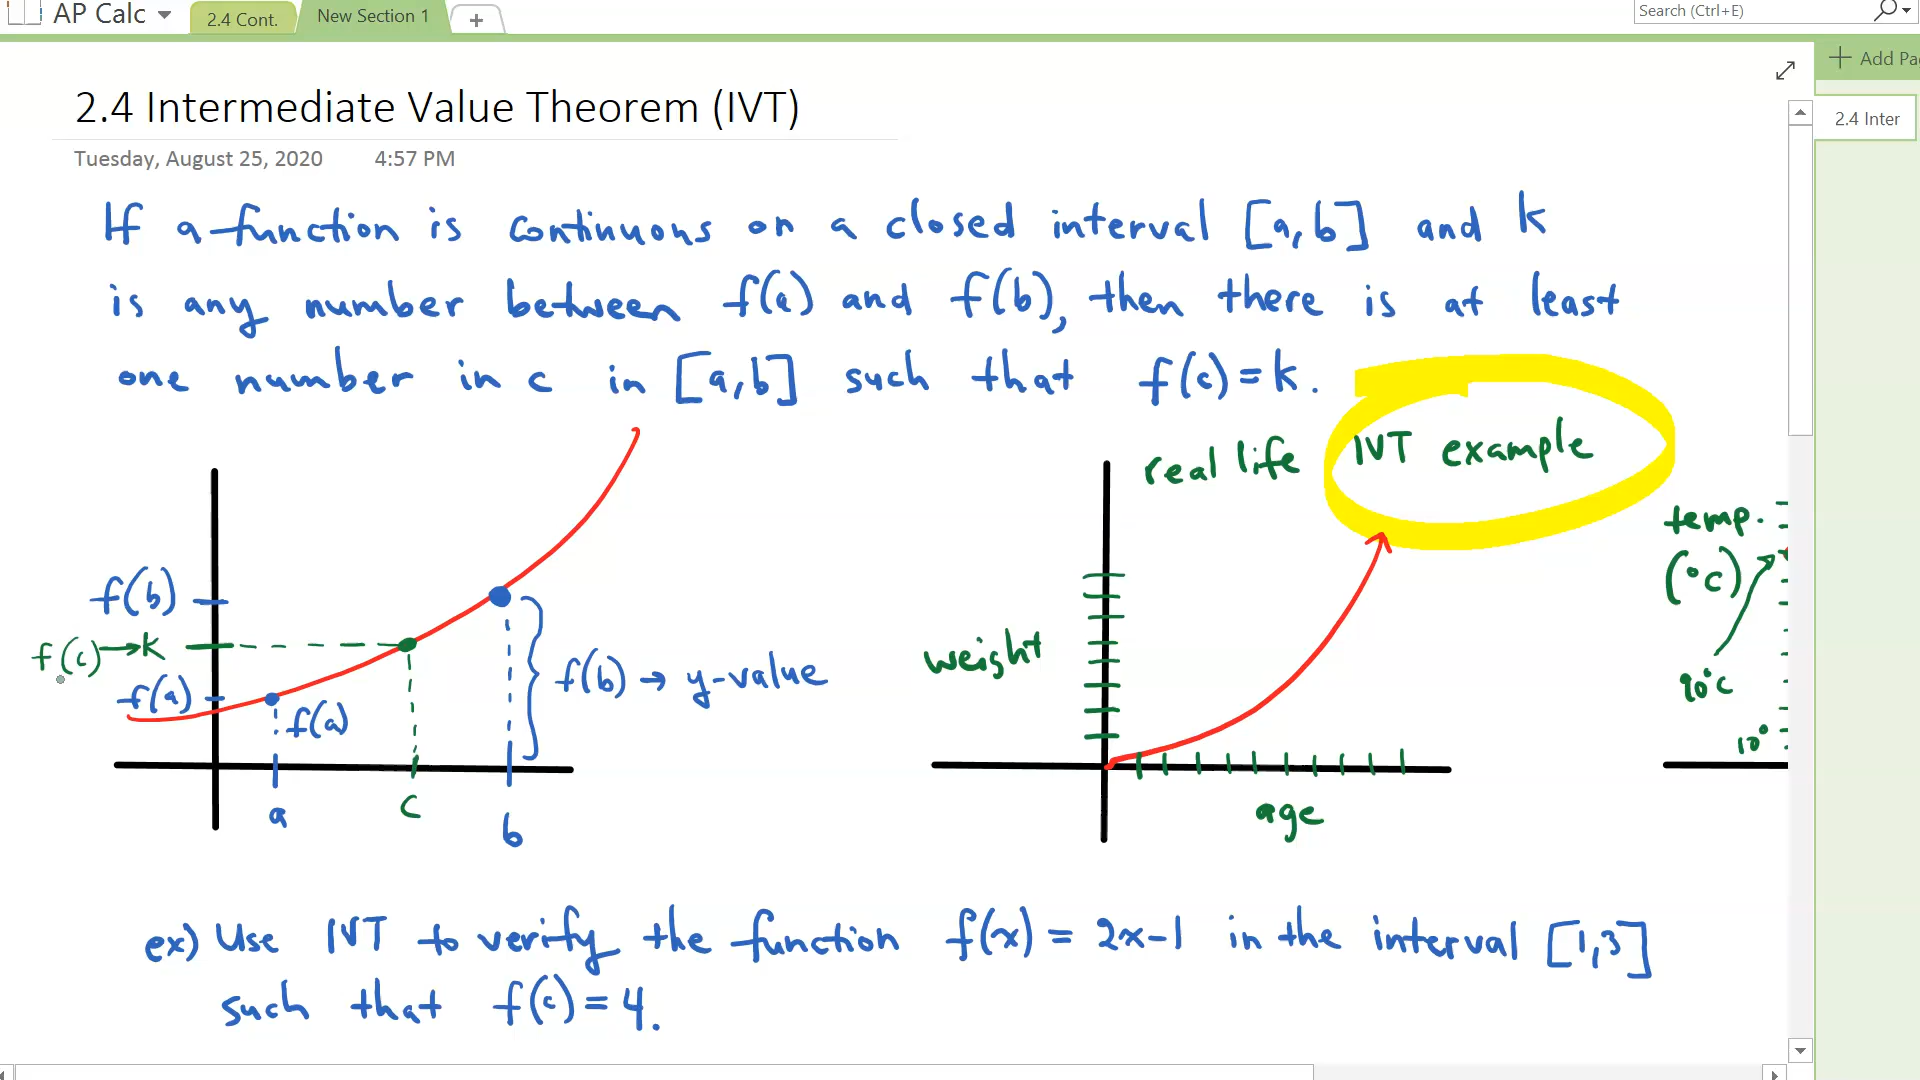 AP Calc
2.4 Cont.
New Section 1
+
Search (Ctrl+E)
Add Pa
2.4 Inter
2.4 Intermediate Value Theorem (IVT)
Tuesday, August 25, 2020 4:57 PM
If a function is continuous on a closed interval [a,b] and k
is any number between f(a) and f(b), then there is at least
one number in c in [a,b] such that f(c)=k.
real life IVT example
temp.
(°C)
90°C
10°
f(b)
f(c)→k
f(a)
f(a)
f(b) → y-value
a
c
b
weight
age
ex) Use IVT to verify the function f(x) = 2x-1 in the interval [1,3]
such that f(c)=4.